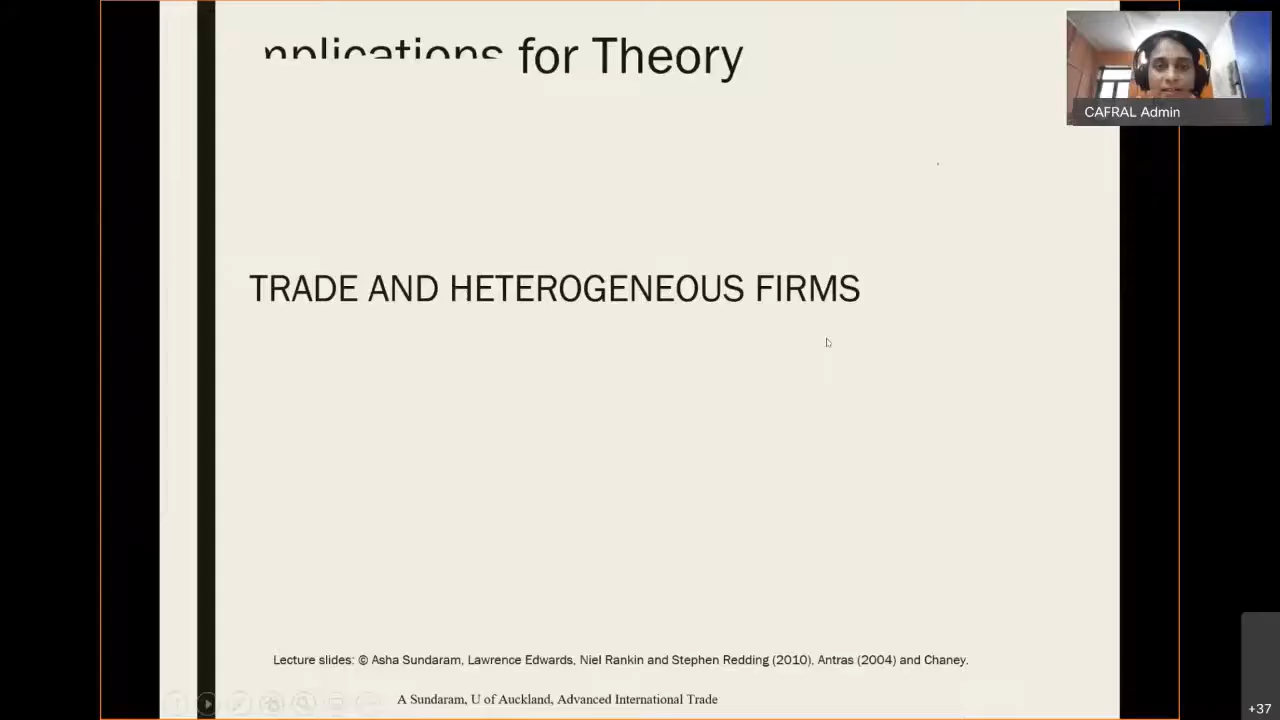 for Theory
CAFRAL Admin
TRADE AND HETEROGENEOUS FIRMS
Lecture slides: © Asha Sundaram, Lawrence Edwards, Niel Rankin and Stephen Redding (2010), Antras (2004) and Chaney.
A Sundaram, U of Auckland, Advanced International Trade
+37